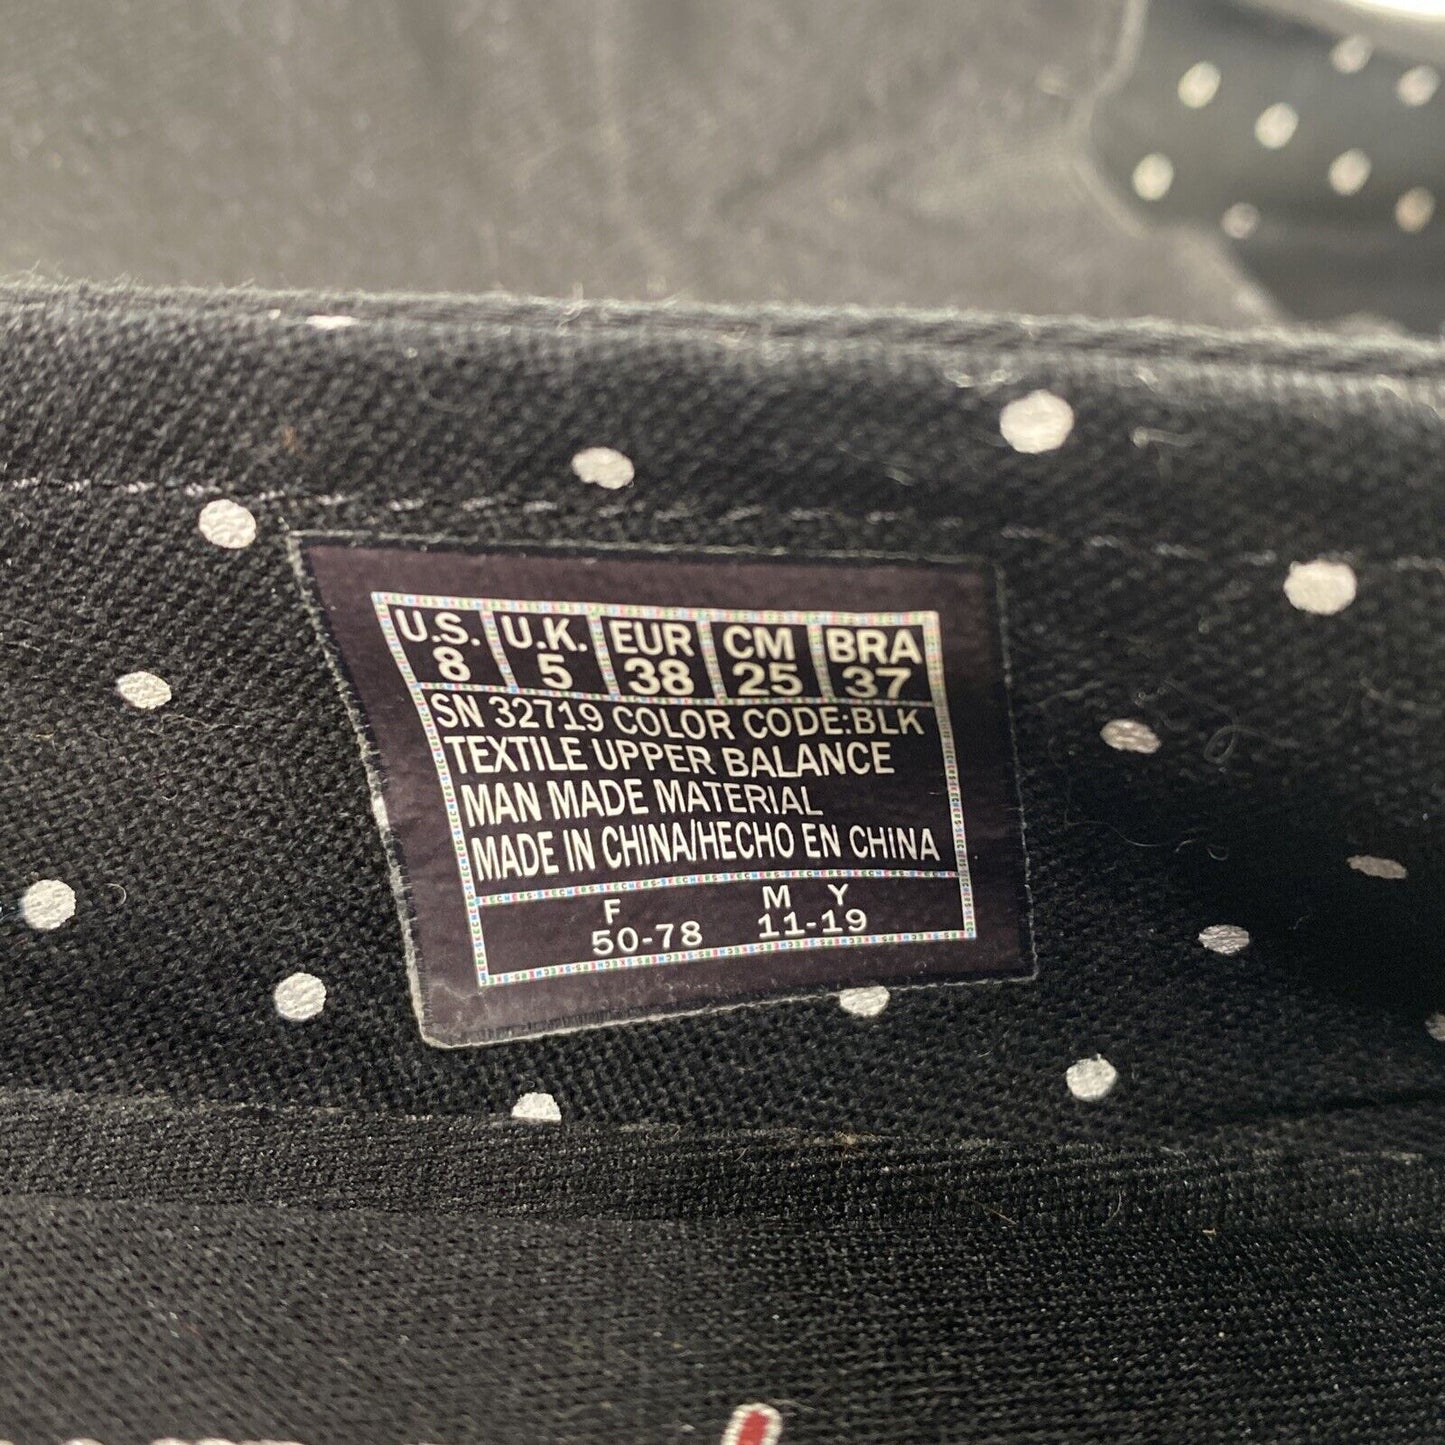 U.S. U.K. EUR CM BRA
8 5 38 25 37
SN 32719 COLOR CODE:BLK
TEXTILE UPPER BALANCE
MAN MADE MATERIAL
MADE IN CHINA/HECHO EN CHINA
F M Y
50-78 11-19